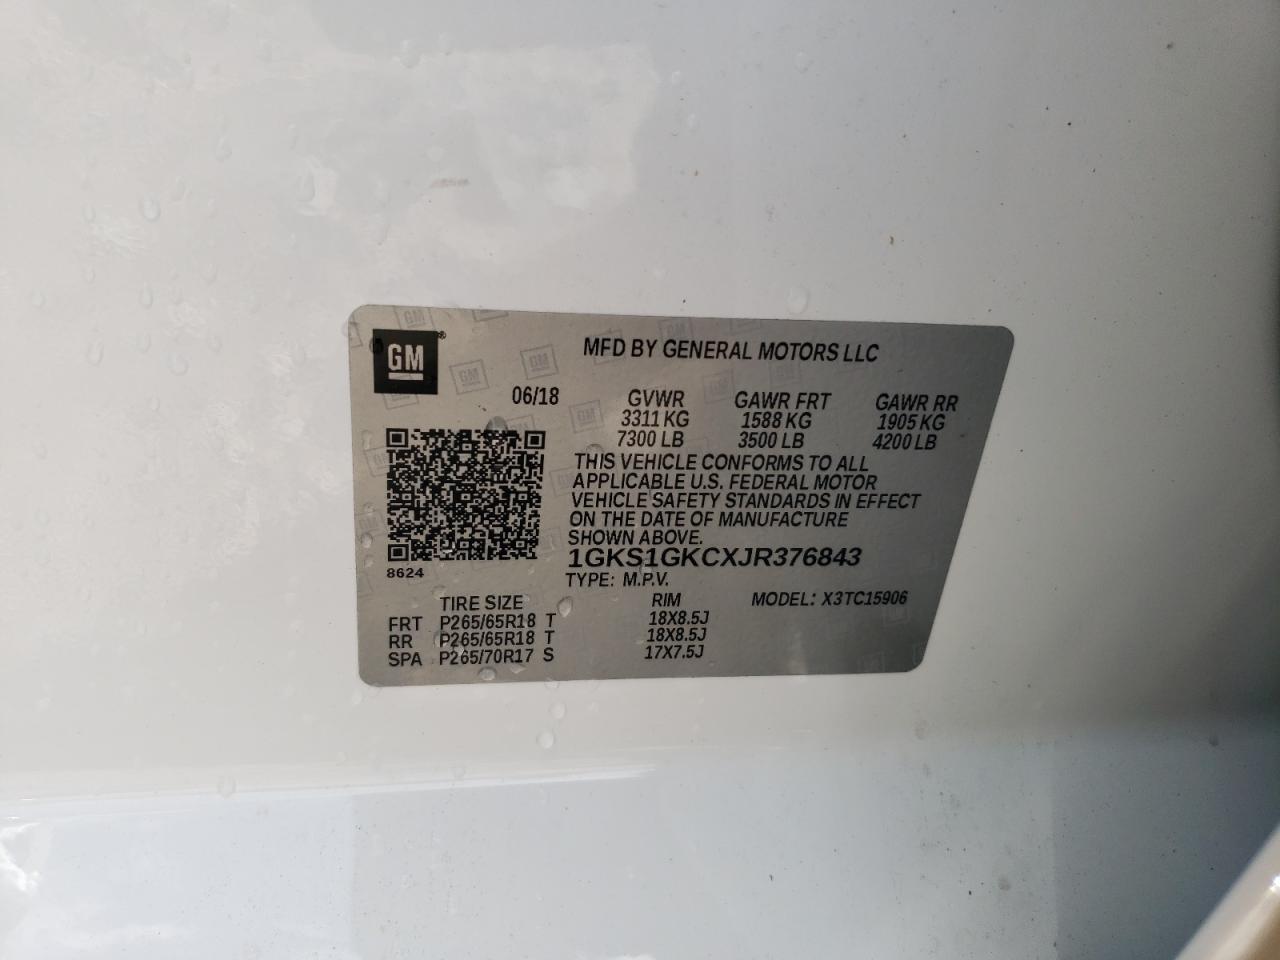 GM ®
MFD BY GENERAL MOTORS LLC
06/18 GVWR GAWR FRT GAWR RR
3311 KG 1588 KG 1905 KG
7300 LB 3500 LB 4200 LB
THIS VEHICLE CONFORMS TO ALL
APPLICABLE U.S. FEDERAL MOTOR
VEHICLE SAFETY STANDARDS IN EFFECT
ON THE DATE OF MANUFACTURE
SHOWN ABOVE.
1GKS1GKCXJR376843
8624
TYPE: M.P.V.
TIRE SIZE RIM MODEL: X3TC15906
FRT P265/65R18 T 18X8.5J
RR P265/65R18 T 18X8.5J
SPA P265/70R17 S 17X7.5J